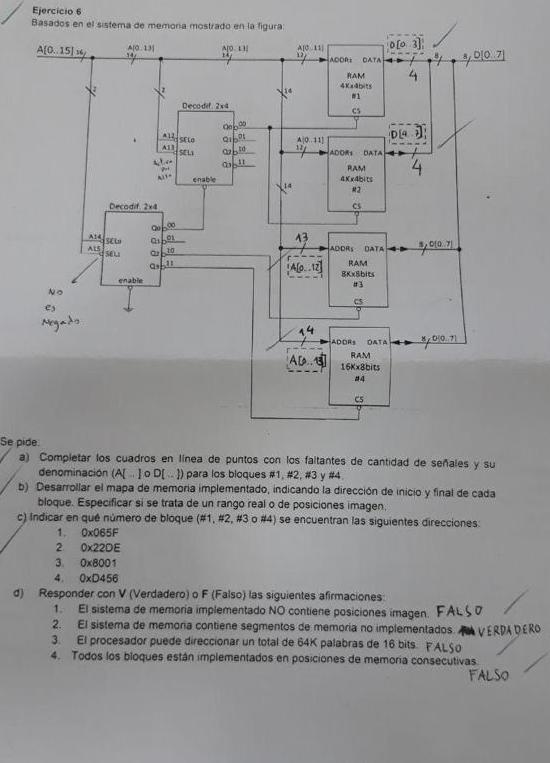 Ejercicio 6
Basados en el sistema de memoria mostrado en la figura:
A[0..15] 16 A[0..13] 14 A[0..13] 14 A[0..11] 12 D[0..3] 4 8 8 D[0..7]
ADDRs DATA
RAM
4Kx4bits
#1
CS
2 2 14
Decodif. 2x4
A12 SEL0 Q0 00
A13 SEL1 Q1 01
Q2 10
Q3 11
enable
A[0..11] 12 D[4..7] 4
ADDRs DATA
RAM
4Kx4bits
#2
CS
14
Decodif. 2x4
A14 SEL0 Q0 00
A15 SEL1 Q1 01
Q2 10
Q3 11
enable
No
es
Negado
13 A[0..12] 8 D[0..7]
ADDRs DATA
RAM
8Kx8bits
#3
CS
14 A[0..13] 8 D[0..7]
ADDRs DATA
RAM
16Kx8bits
#4
CS
Se pide:
a) Completar los cuadros en línea de puntos con los faltantes de cantidad de señales y su
denominación (A[ .. ] o D[ .. ]) para los bloques #1, #2, #3 y #4.
b) Desarrollar el mapa de memoria implementado, indicando la dirección de inicio y final de cada
bloque. Especificar si se trata de un rango real o de posiciones imagen.
c) Indicar en qué número de bloque (#1, #2, #3 o #4) se encuentran las siguientes direcciones:
1. 0x065F
2. 0x22DE
3. 0x8001
4. 0xD456
d) Responder con V (Verdadero) o F (Falso) las siguientes afirmaciones:
1. El sistema de memoria implementado NO contiene posiciones imagen. FALSO
2. El sistema de memoria contiene segmentos de memoria no implementados. VERDADERO
3. El procesador puede direccionar un total de 64K palabras de 16 bits. FALSO
4. Todos los bloques están implementados en posiciones de memoria consecutivas.
FALSO